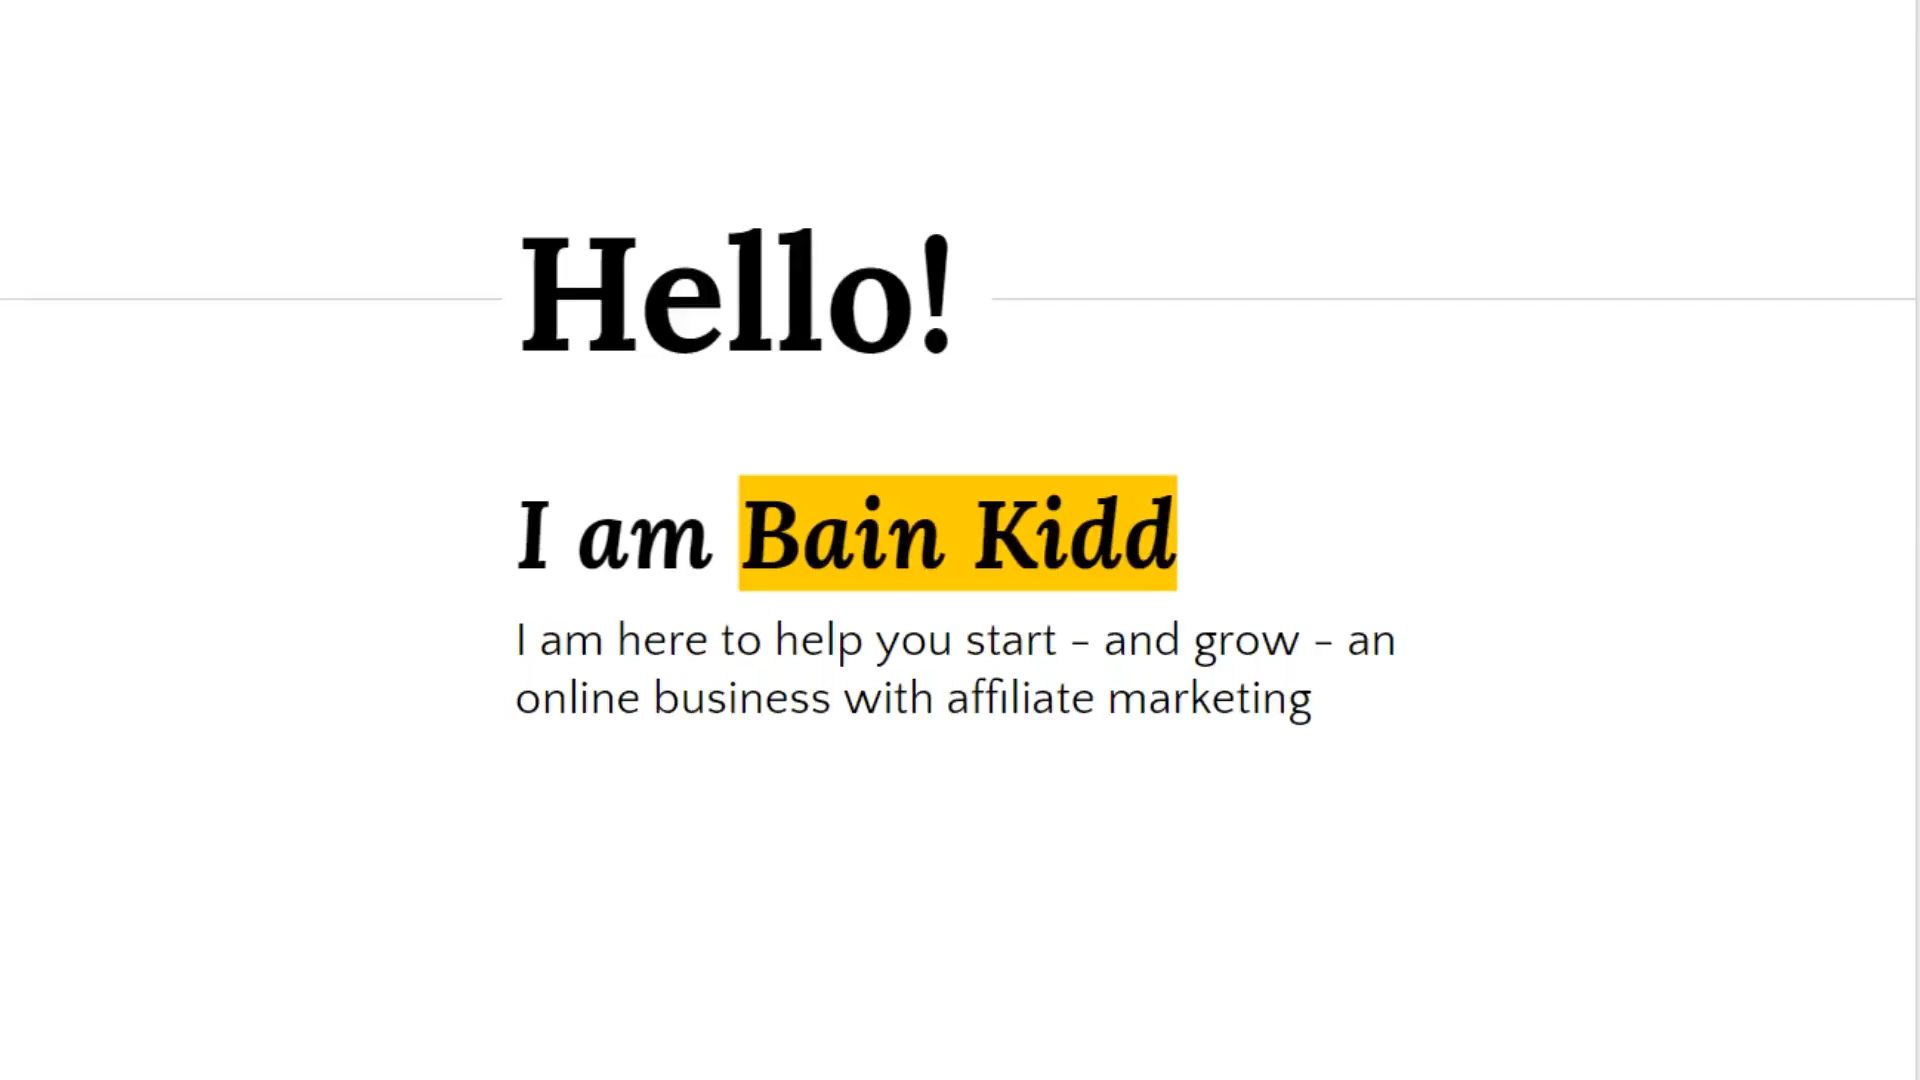 Hello!
I am Bain Kidd
I am here to help you start – and grow – an
online business with affiliate marketing